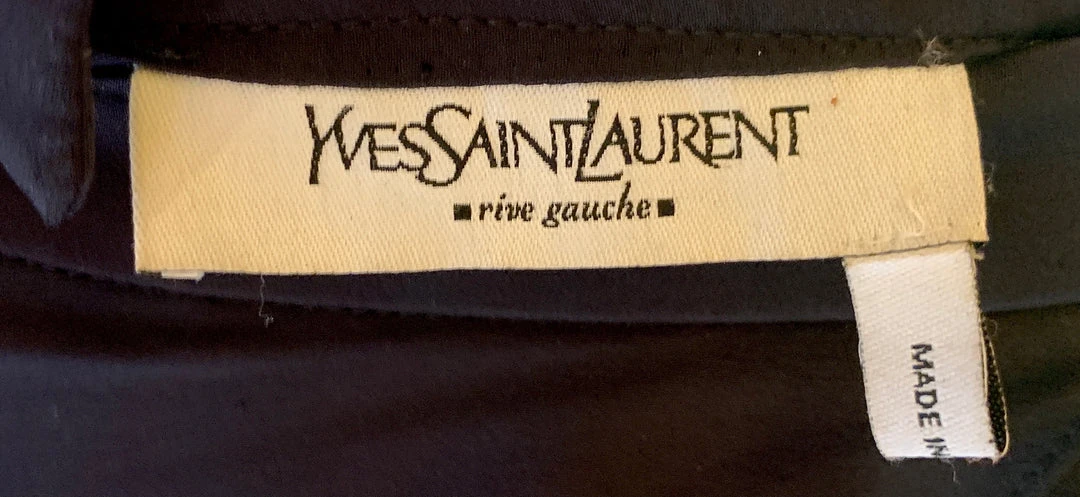 YVESSAINTLAURENT
▪rive gauche▪
MADE IN